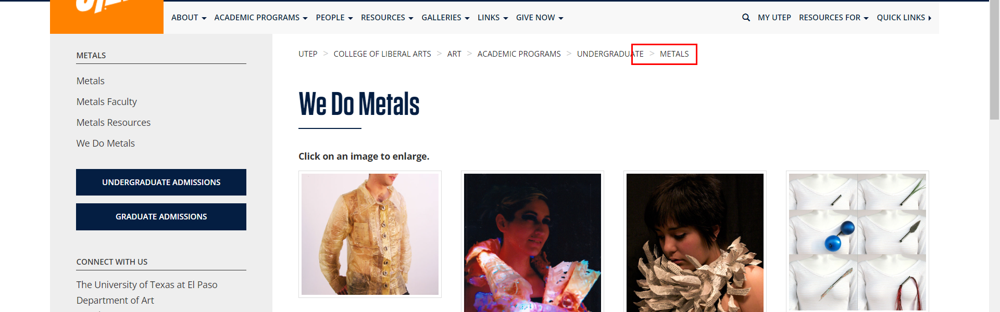 ABOUT ACADEMIC PROGRAMS PEOPLE RESOURCES GALLERIES LINKS GIVE NOW MY UTEP RESOURCES FOR QUICK LINKS
UTEP > COLLEGE OF LIBERAL ARTS > ART > ACADEMIC PROGRAMS > UNDERGRADUATE > METALS
METALS
Metals
Metals Faculty
Metals Resources
We Do Metals
UNDERGRADUATE ADMISSIONS
GRADUATE ADMISSIONS
CONNECT WITH US
The University of Texas at El Paso
Department of Art
We Do Metals
Click on an image to enlarge.